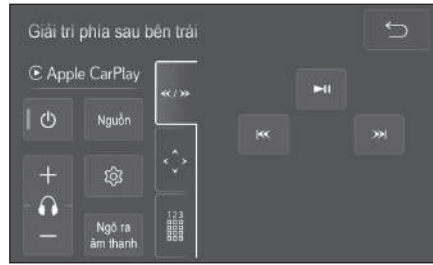 Giải trí phía sau bên trái
Apple CarPlay
Nguồn
123
Ngõ ra
âm thanh